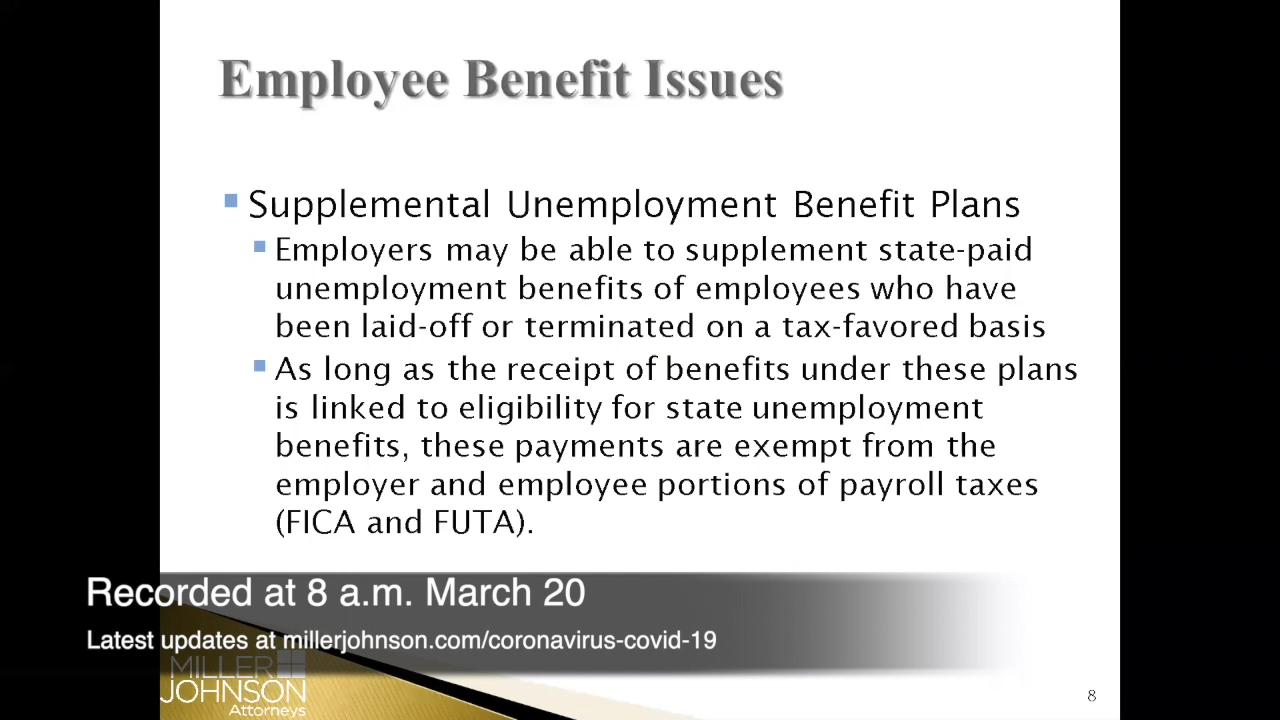 Employee Benefit Issues
Supplemental Unemployment Benefit Plans
Employers may be able to supplement state-paid
unemployment benefits of employees who have
been laid-off or terminated on a tax-favored basis
As long as the receipt of benefits under these plans
is linked to eligibility for state unemployment
benefits, these payments are exempt from the
employer and employee portions of payroll taxes
(FICA and FUTA).
Recorded at 8 a.m. March 20
Latest updates at millerjohnson.com/coronavirus-covid-19
MILLER
JOHNSON
Attorneys
8